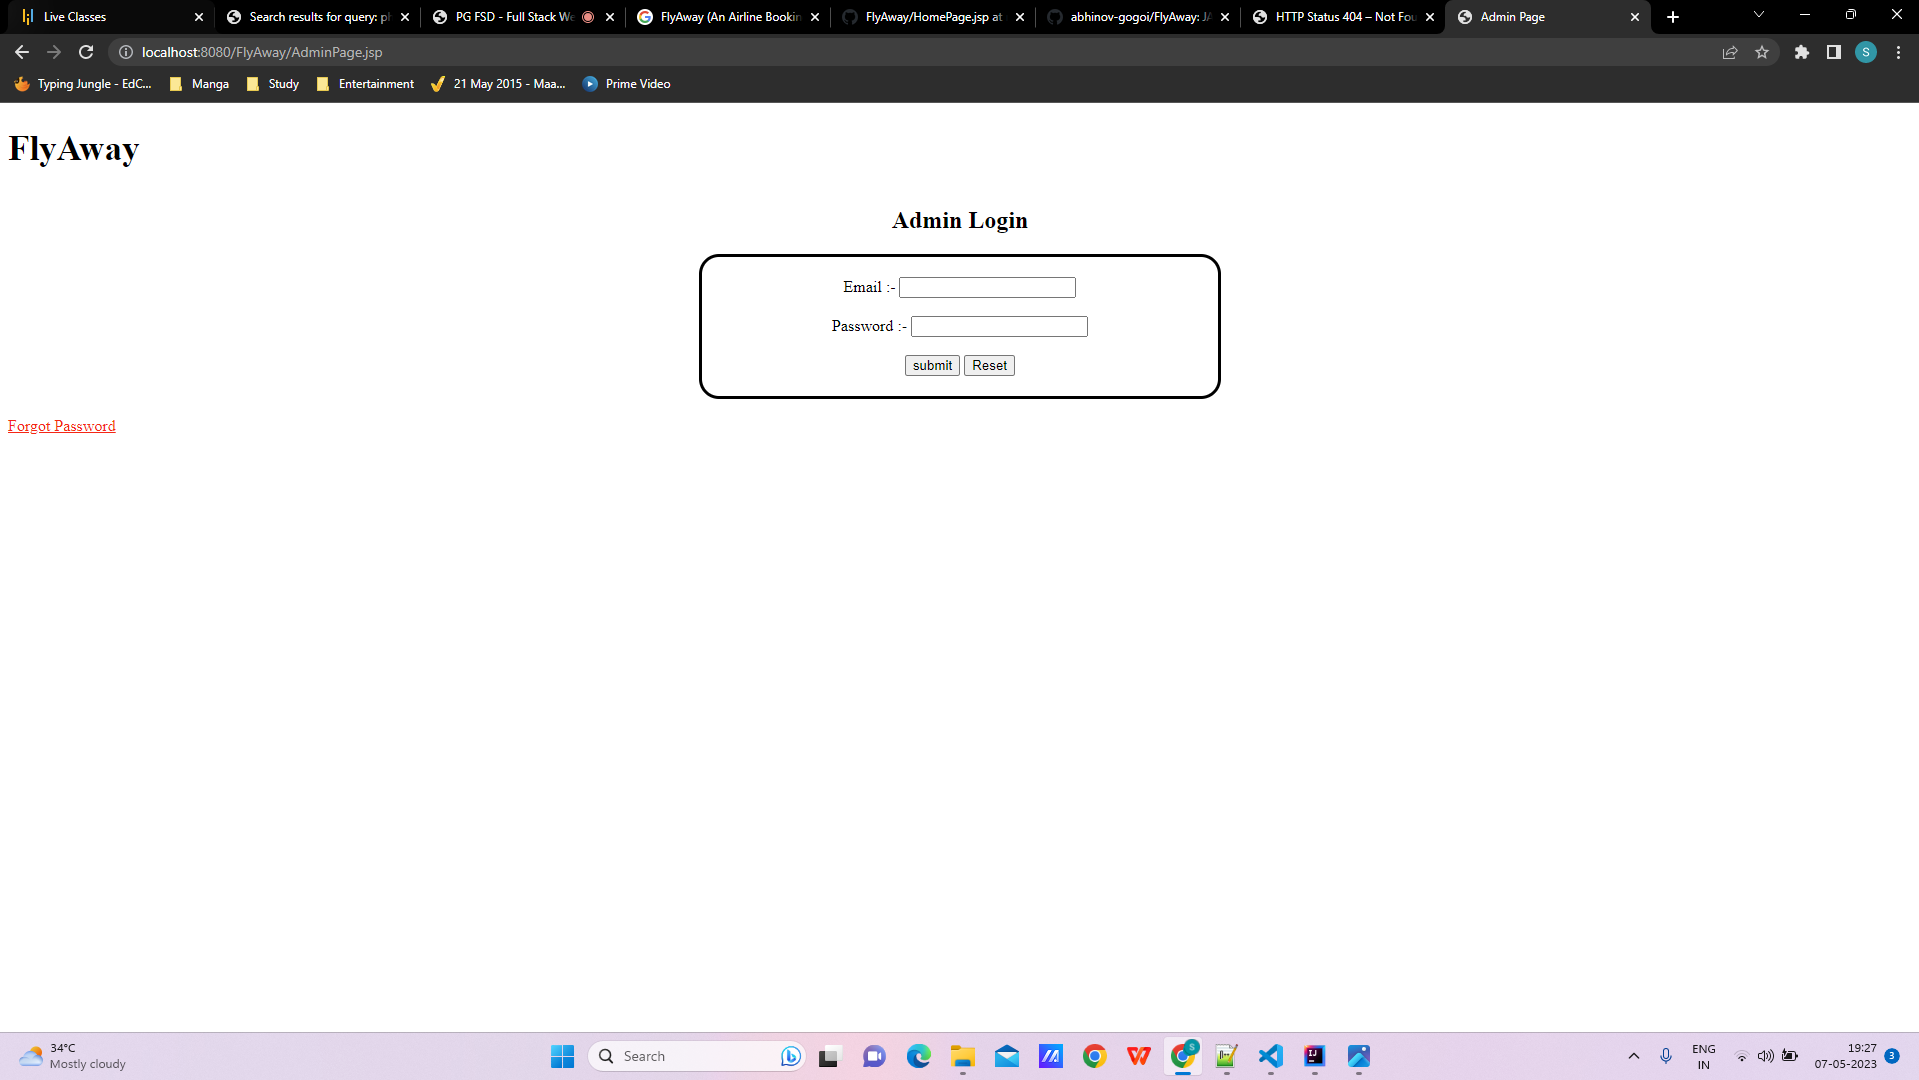 Live Classes
Search results for query: pl
PG FSD - Full Stack We
FlyAway (An Airline Bookin
FlyAway/HomePage.jsp at
abhinov-gogoi/FlyAway: JA
HTTP Status 404 – Not Fou
Admin Page
localhost:8080/FlyAway/AdminPage.jsp
S
Typing Jungle - EdC...
Manga
Study
Entertainment
21 May 2015 - Maa...
Prime Video
FlyAway
Admin Login
Email :-
Password :-
submit Reset
Forgot Password
34°C
Mostly cloudy
Search
S
ENG
IN
19:27
07-05-2023
3